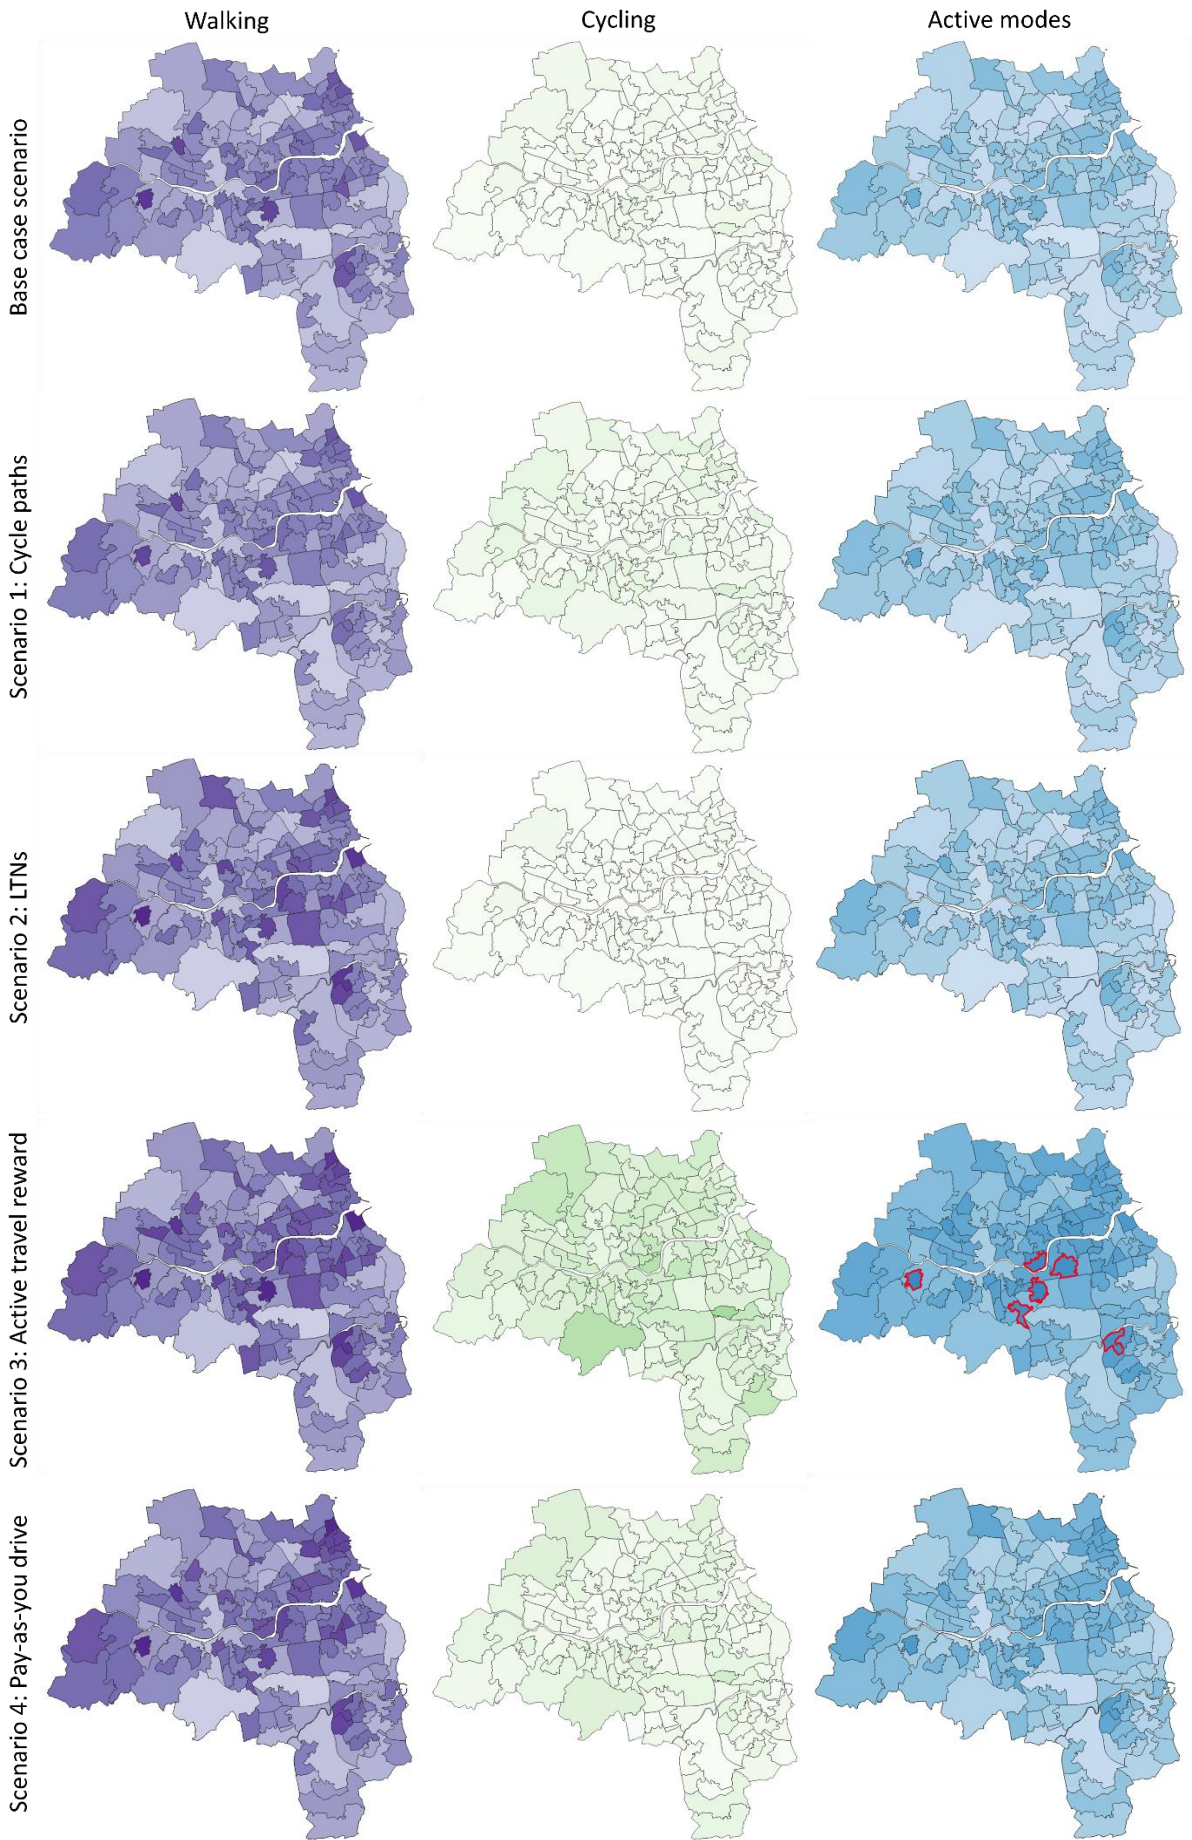 Walking
Cycling
Active modes
Base case scenario
Scenario 1: Cycle paths
Scenario 2: LTNs
Scenario 3: Active travel reward
Scenario 4: Pay-as-you drive